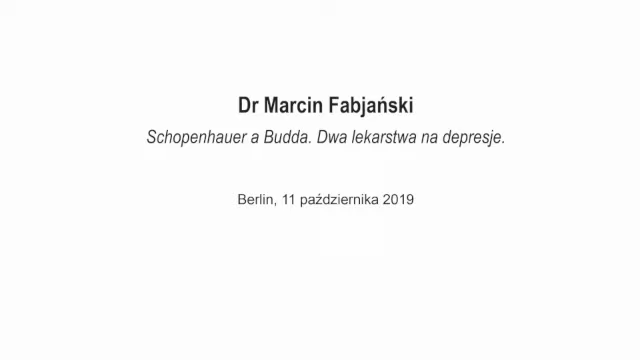 Dr Marcin Fabjański
Schopenhauer a Budda. Dwa lekarstwa na depresje.
Berlin, 11 października 2019